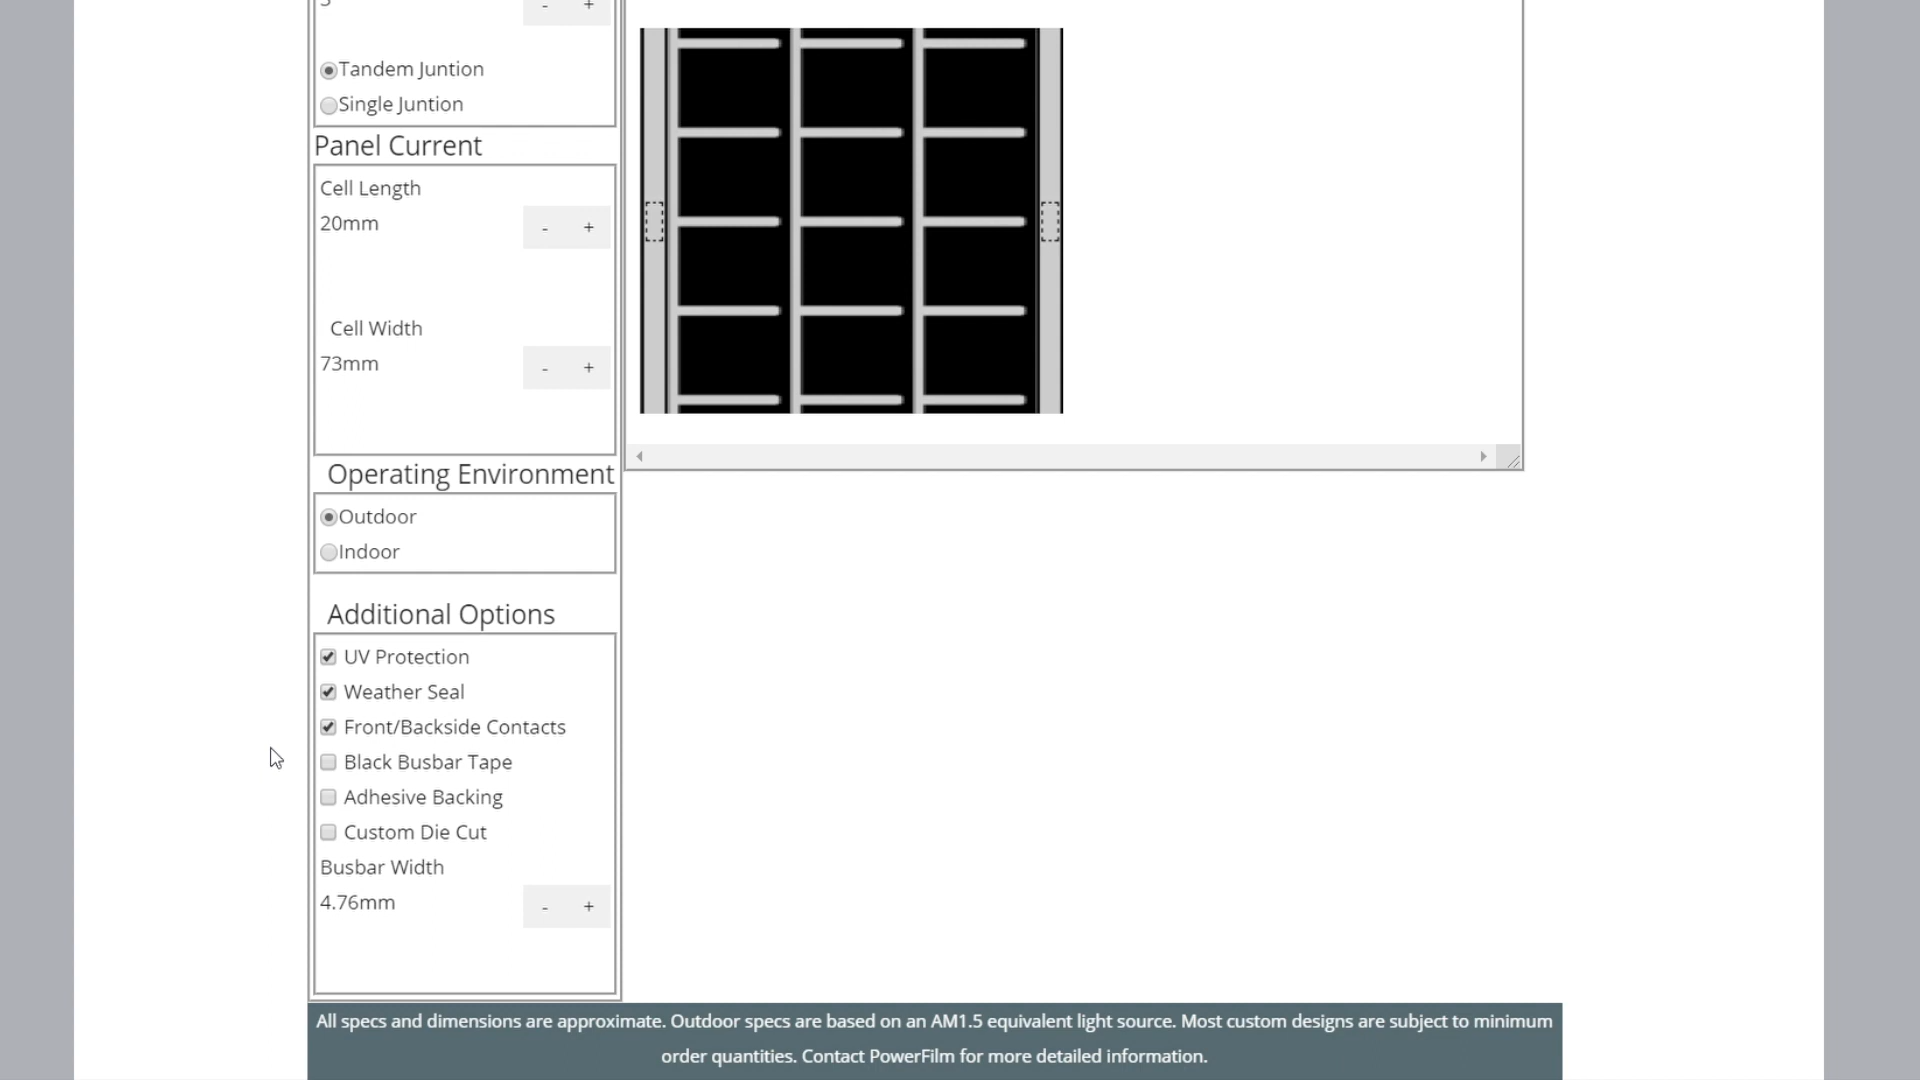 - +
Tandem Juntion
Single Juntion
Panel Current
Cell Length
20mm
- +
Cell Width
73mm
- +
Operating Environment
Outdoor
Indoor
Additional Options
UV Protection
Weather Seal
Front/Backside Contacts
Black Busbar Tape
Adhesive Backing
Custom Die Cut
Busbar Width
4.76mm
- +
All specs and dimensions are approximate. Outdoor specs are based on an AM1.5 equivalent light source. Most custom designs are subject to minimum
order quantities. Contact PowerFilm for more detailed information.